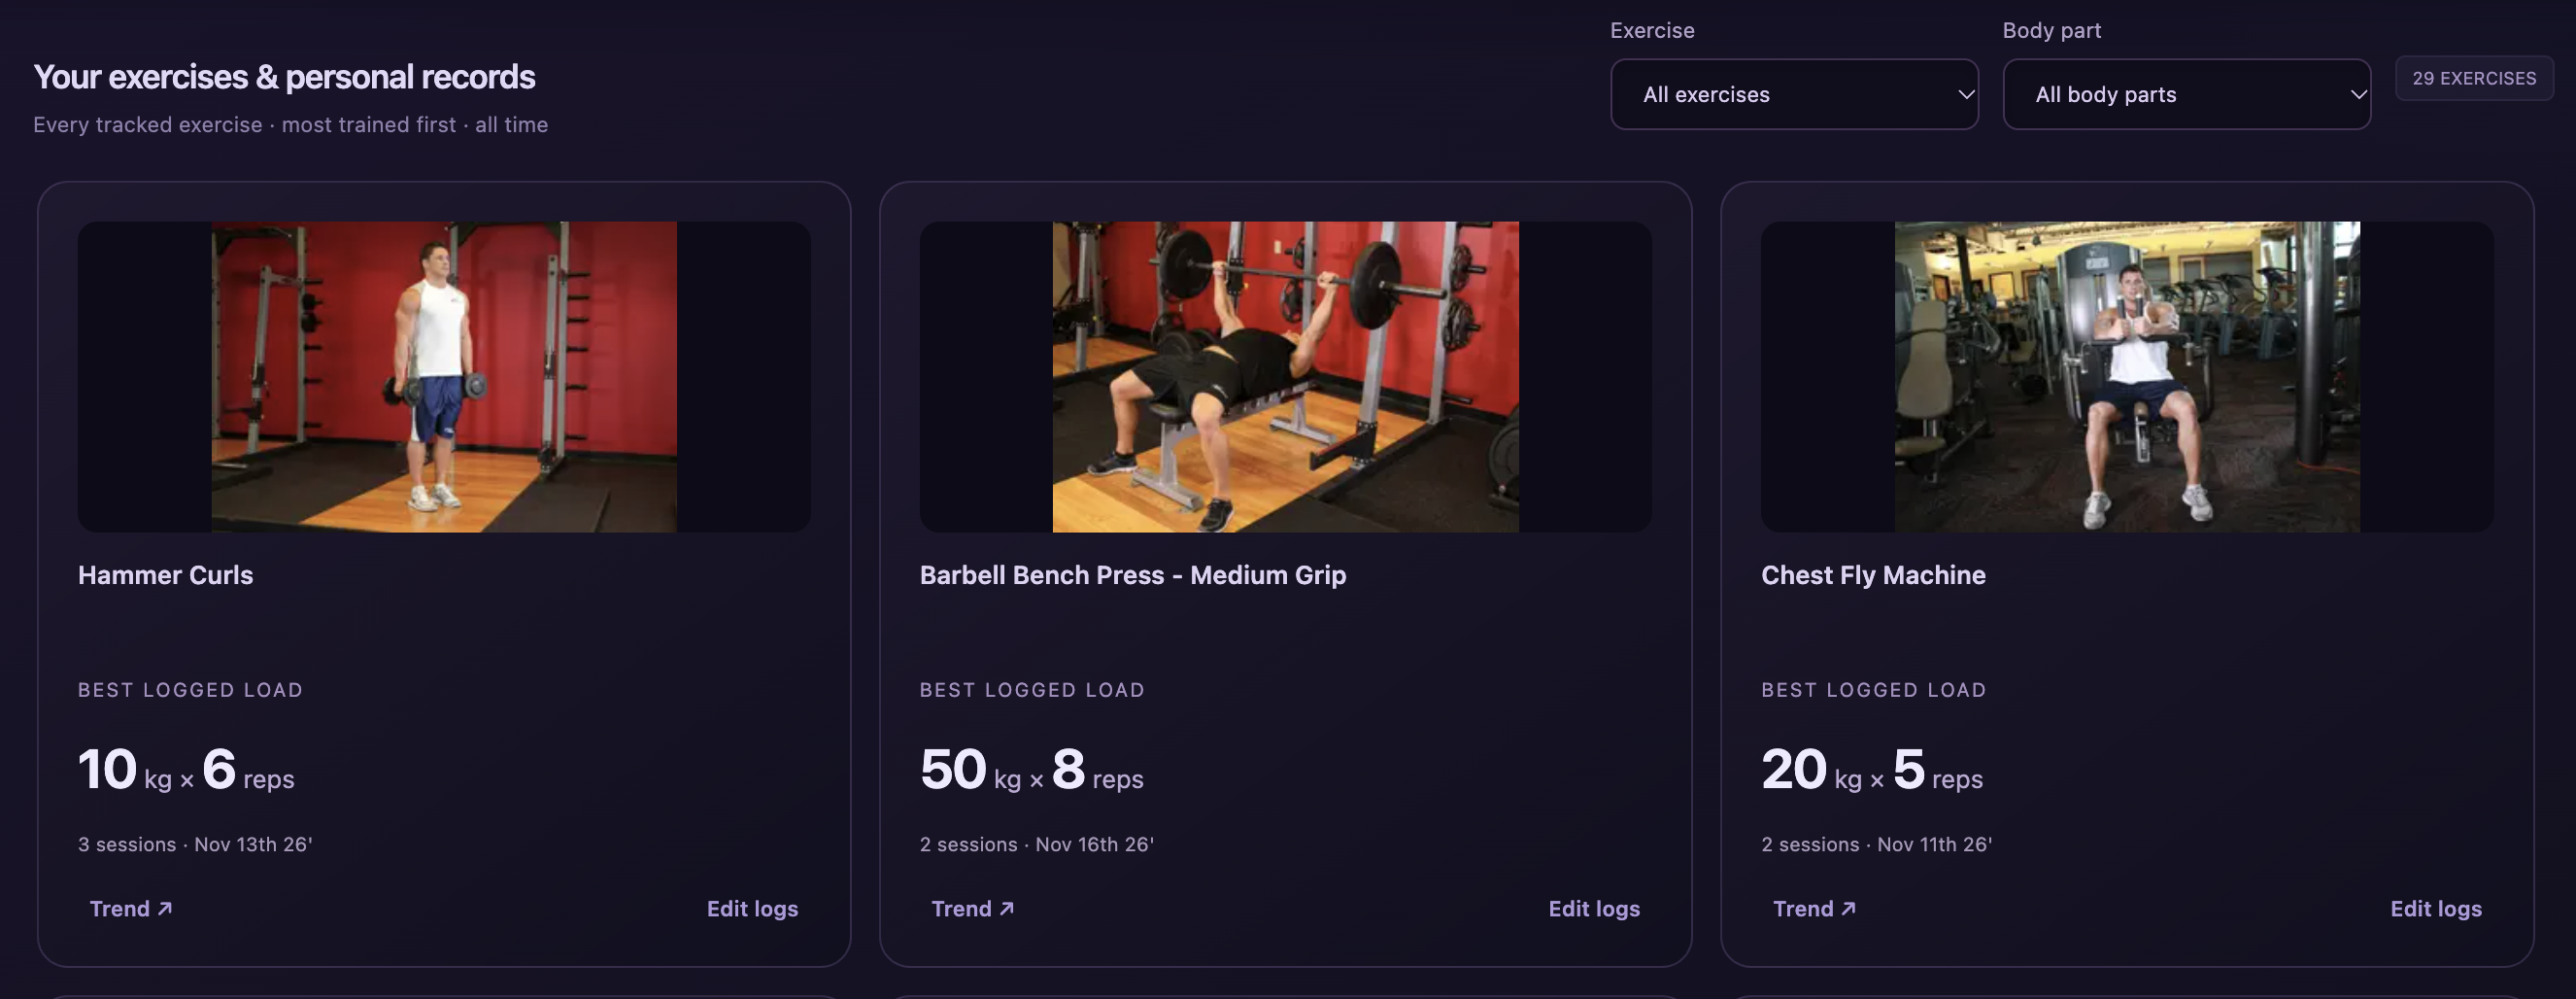 Your exercises & personal records
Every tracked exercise · most trained first · all time
Exercise
All exercises
Body part
All body parts
29 EXERCISES
Hammer Curls
BEST LOGGED LOAD
10 kg × 6 reps
3 sessions · Nov 13th 26'
Trend ↗
Edit logs
Barbell Bench Press - Medium Grip
BEST LOGGED LOAD
50 kg × 8 reps
2 sessions · Nov 16th 26'
Trend ↗
Edit logs
Chest Fly Machine
BEST LOGGED LOAD
20 kg × 5 reps
2 sessions · Nov 11th 26'
Trend ↗
Edit logs